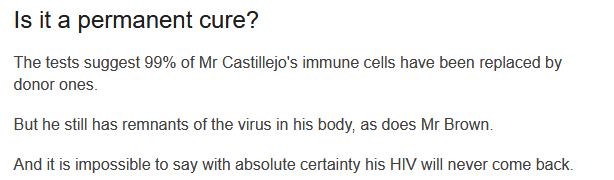 Is it a permanent cure?
The tests suggest 99% of Mr Castillejo's immune cells have been replaced by
donor ones.
But he still has remnants of the virus in his body, as does Mr Brown.
And it is impossible to say with absolute certainty his HIV will never come back.